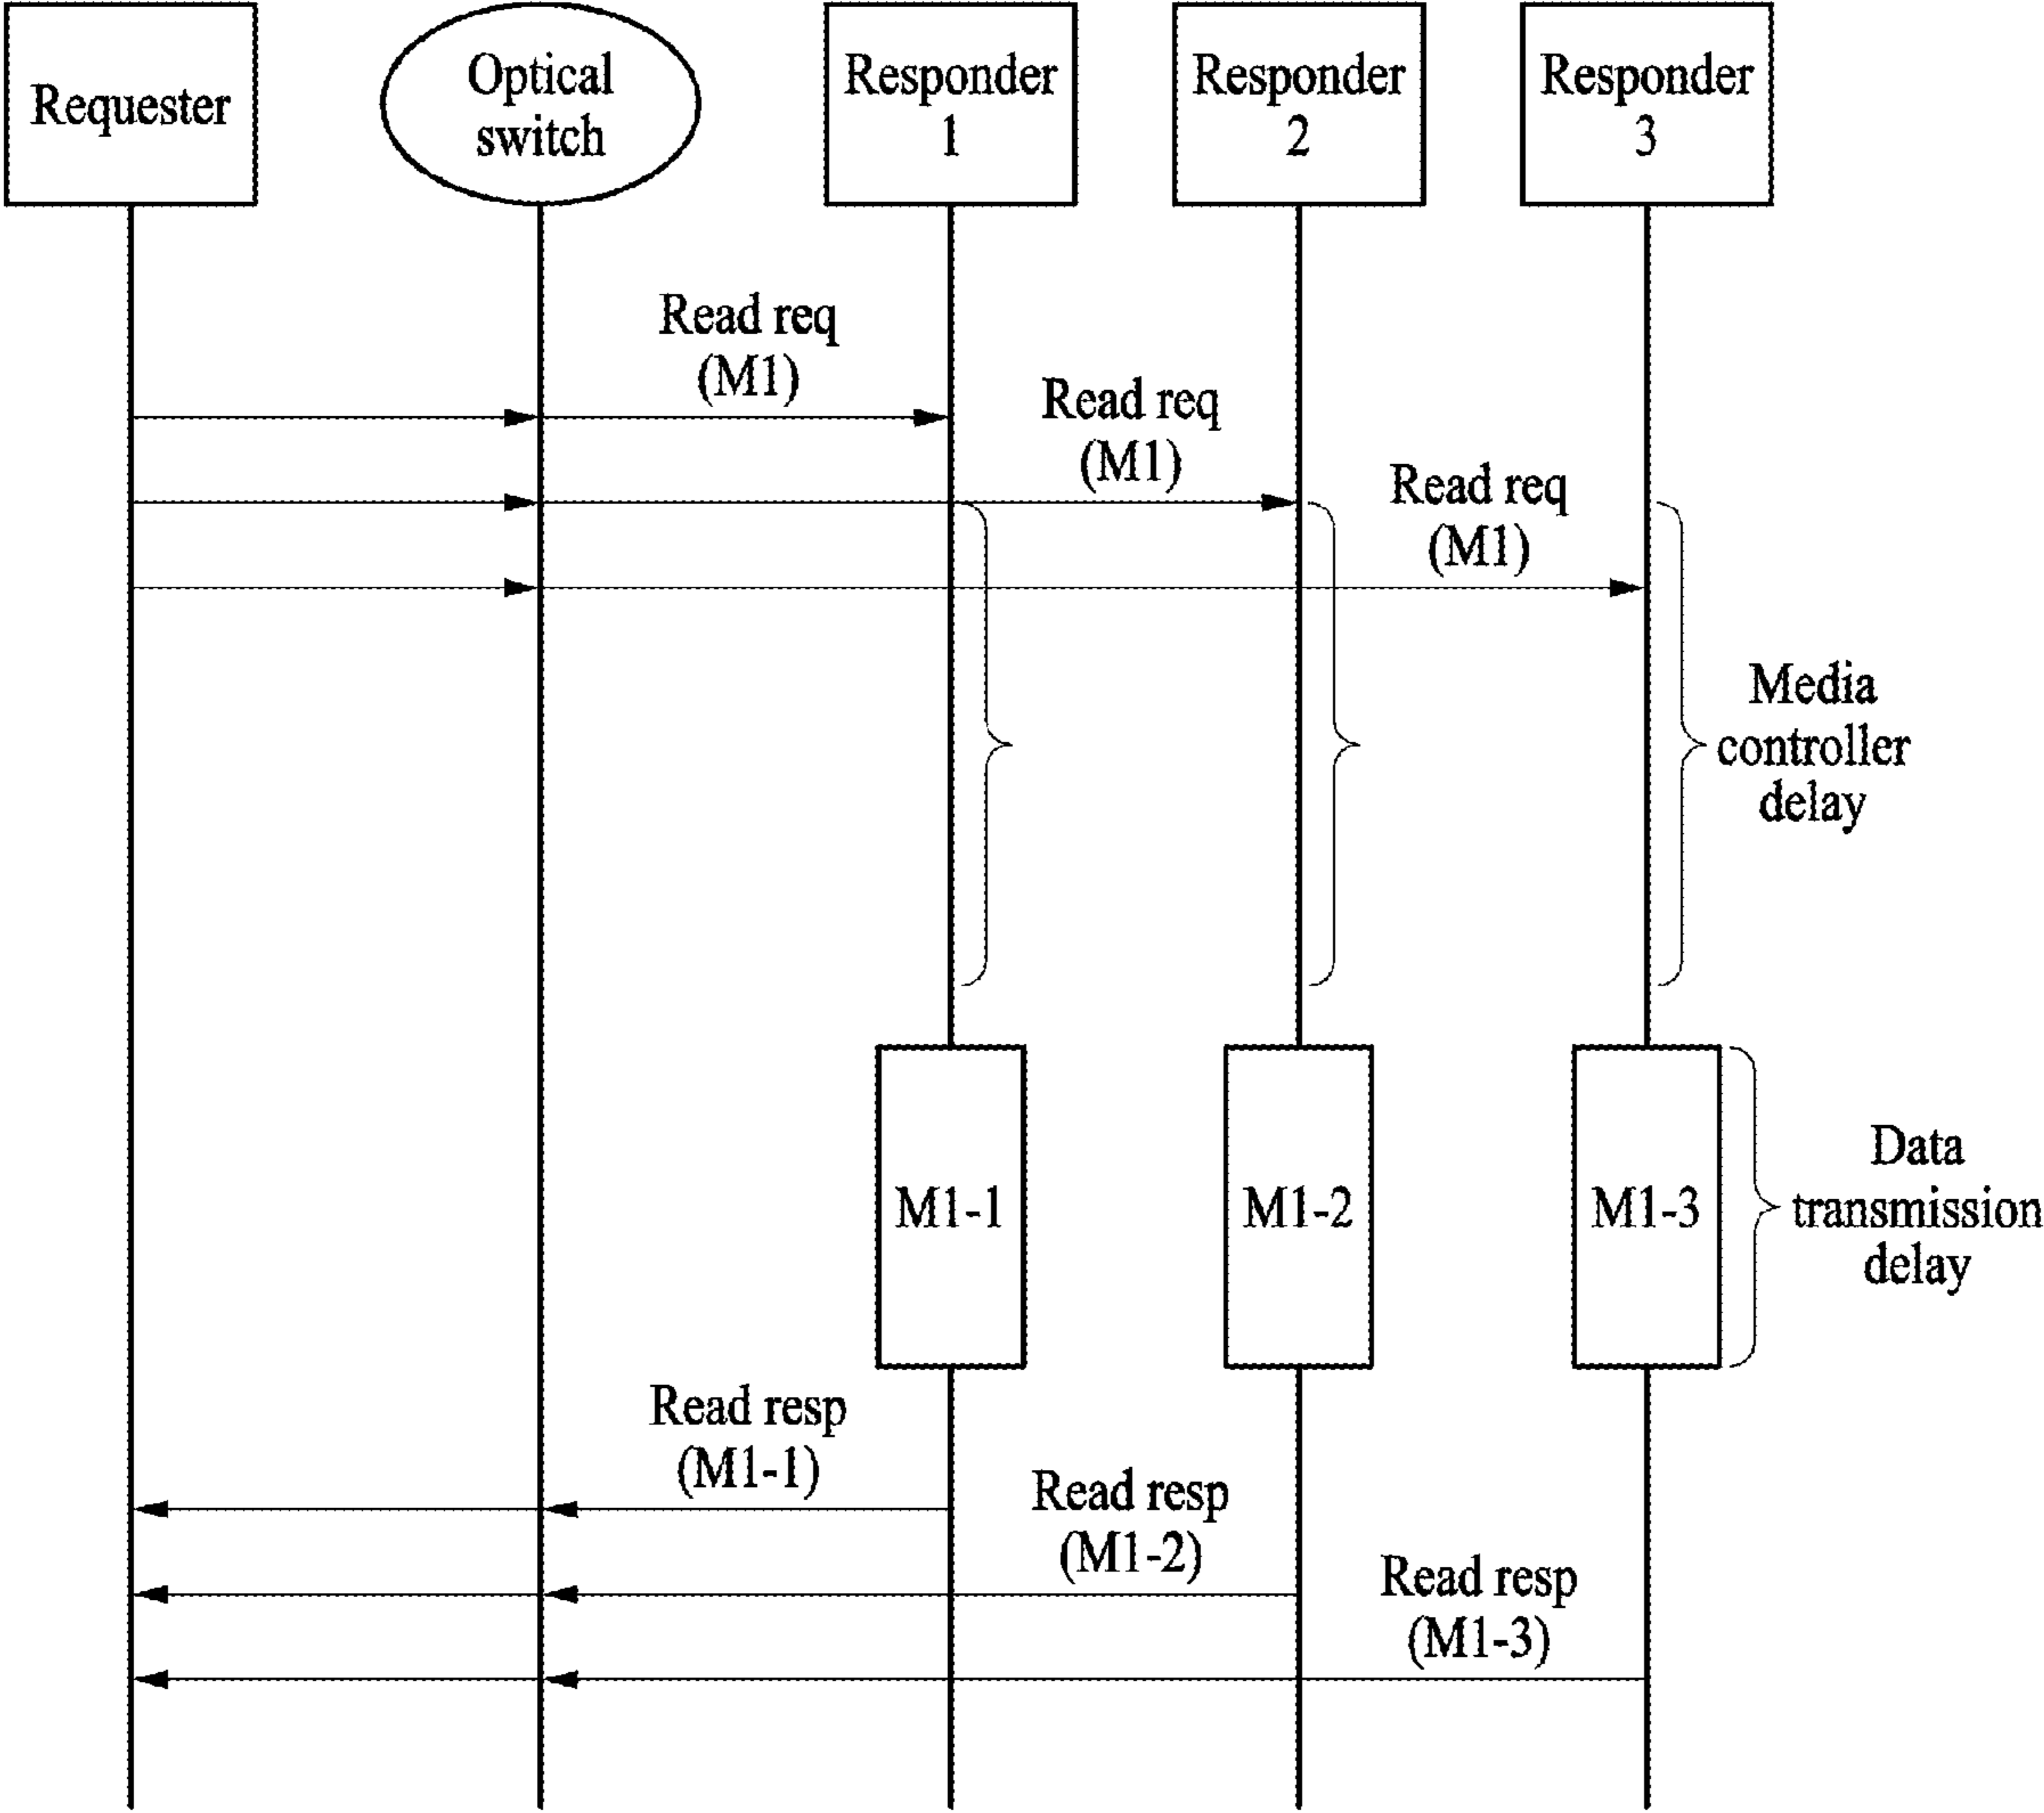 Requester
Optical
switch
Responder
1
Responder
2
Responder
3
Read req
(M1)
Read req
(M1)
Read req
(M1)
Media
controller
delay
M1-1
M1-2
M1-3
Data
transmission
delay
Read resp
(M1-1)
Read resp
(M1-2)
Read resp
(M1-3)